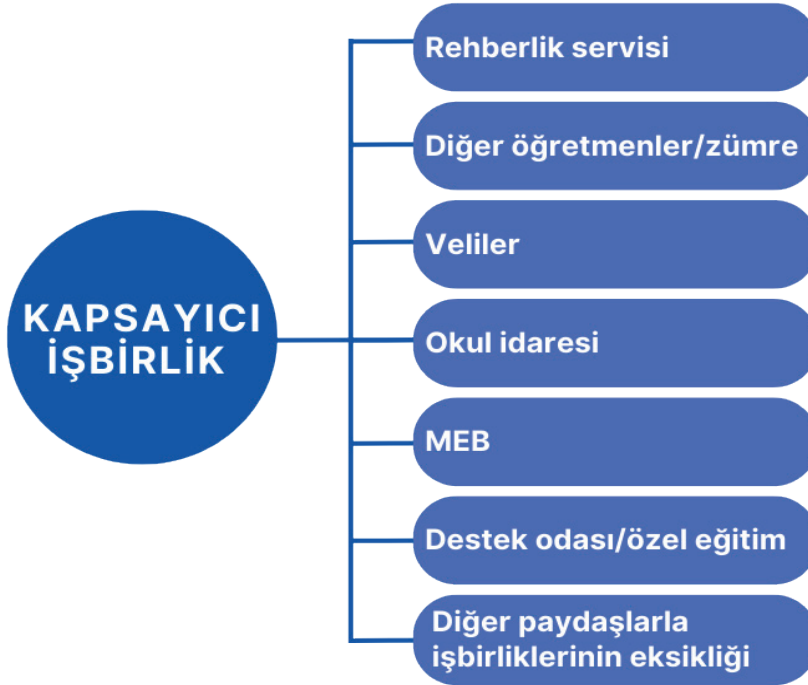 KAPSAYICI
İŞBİRLİK
Rehberlik servisi
Diğer öğretmenler/zümre
Veliler
Okul idaresi
MEB
Destek odası/özel eğitim
Diğer paydaşlarla
işbirliklerinin eksikliği